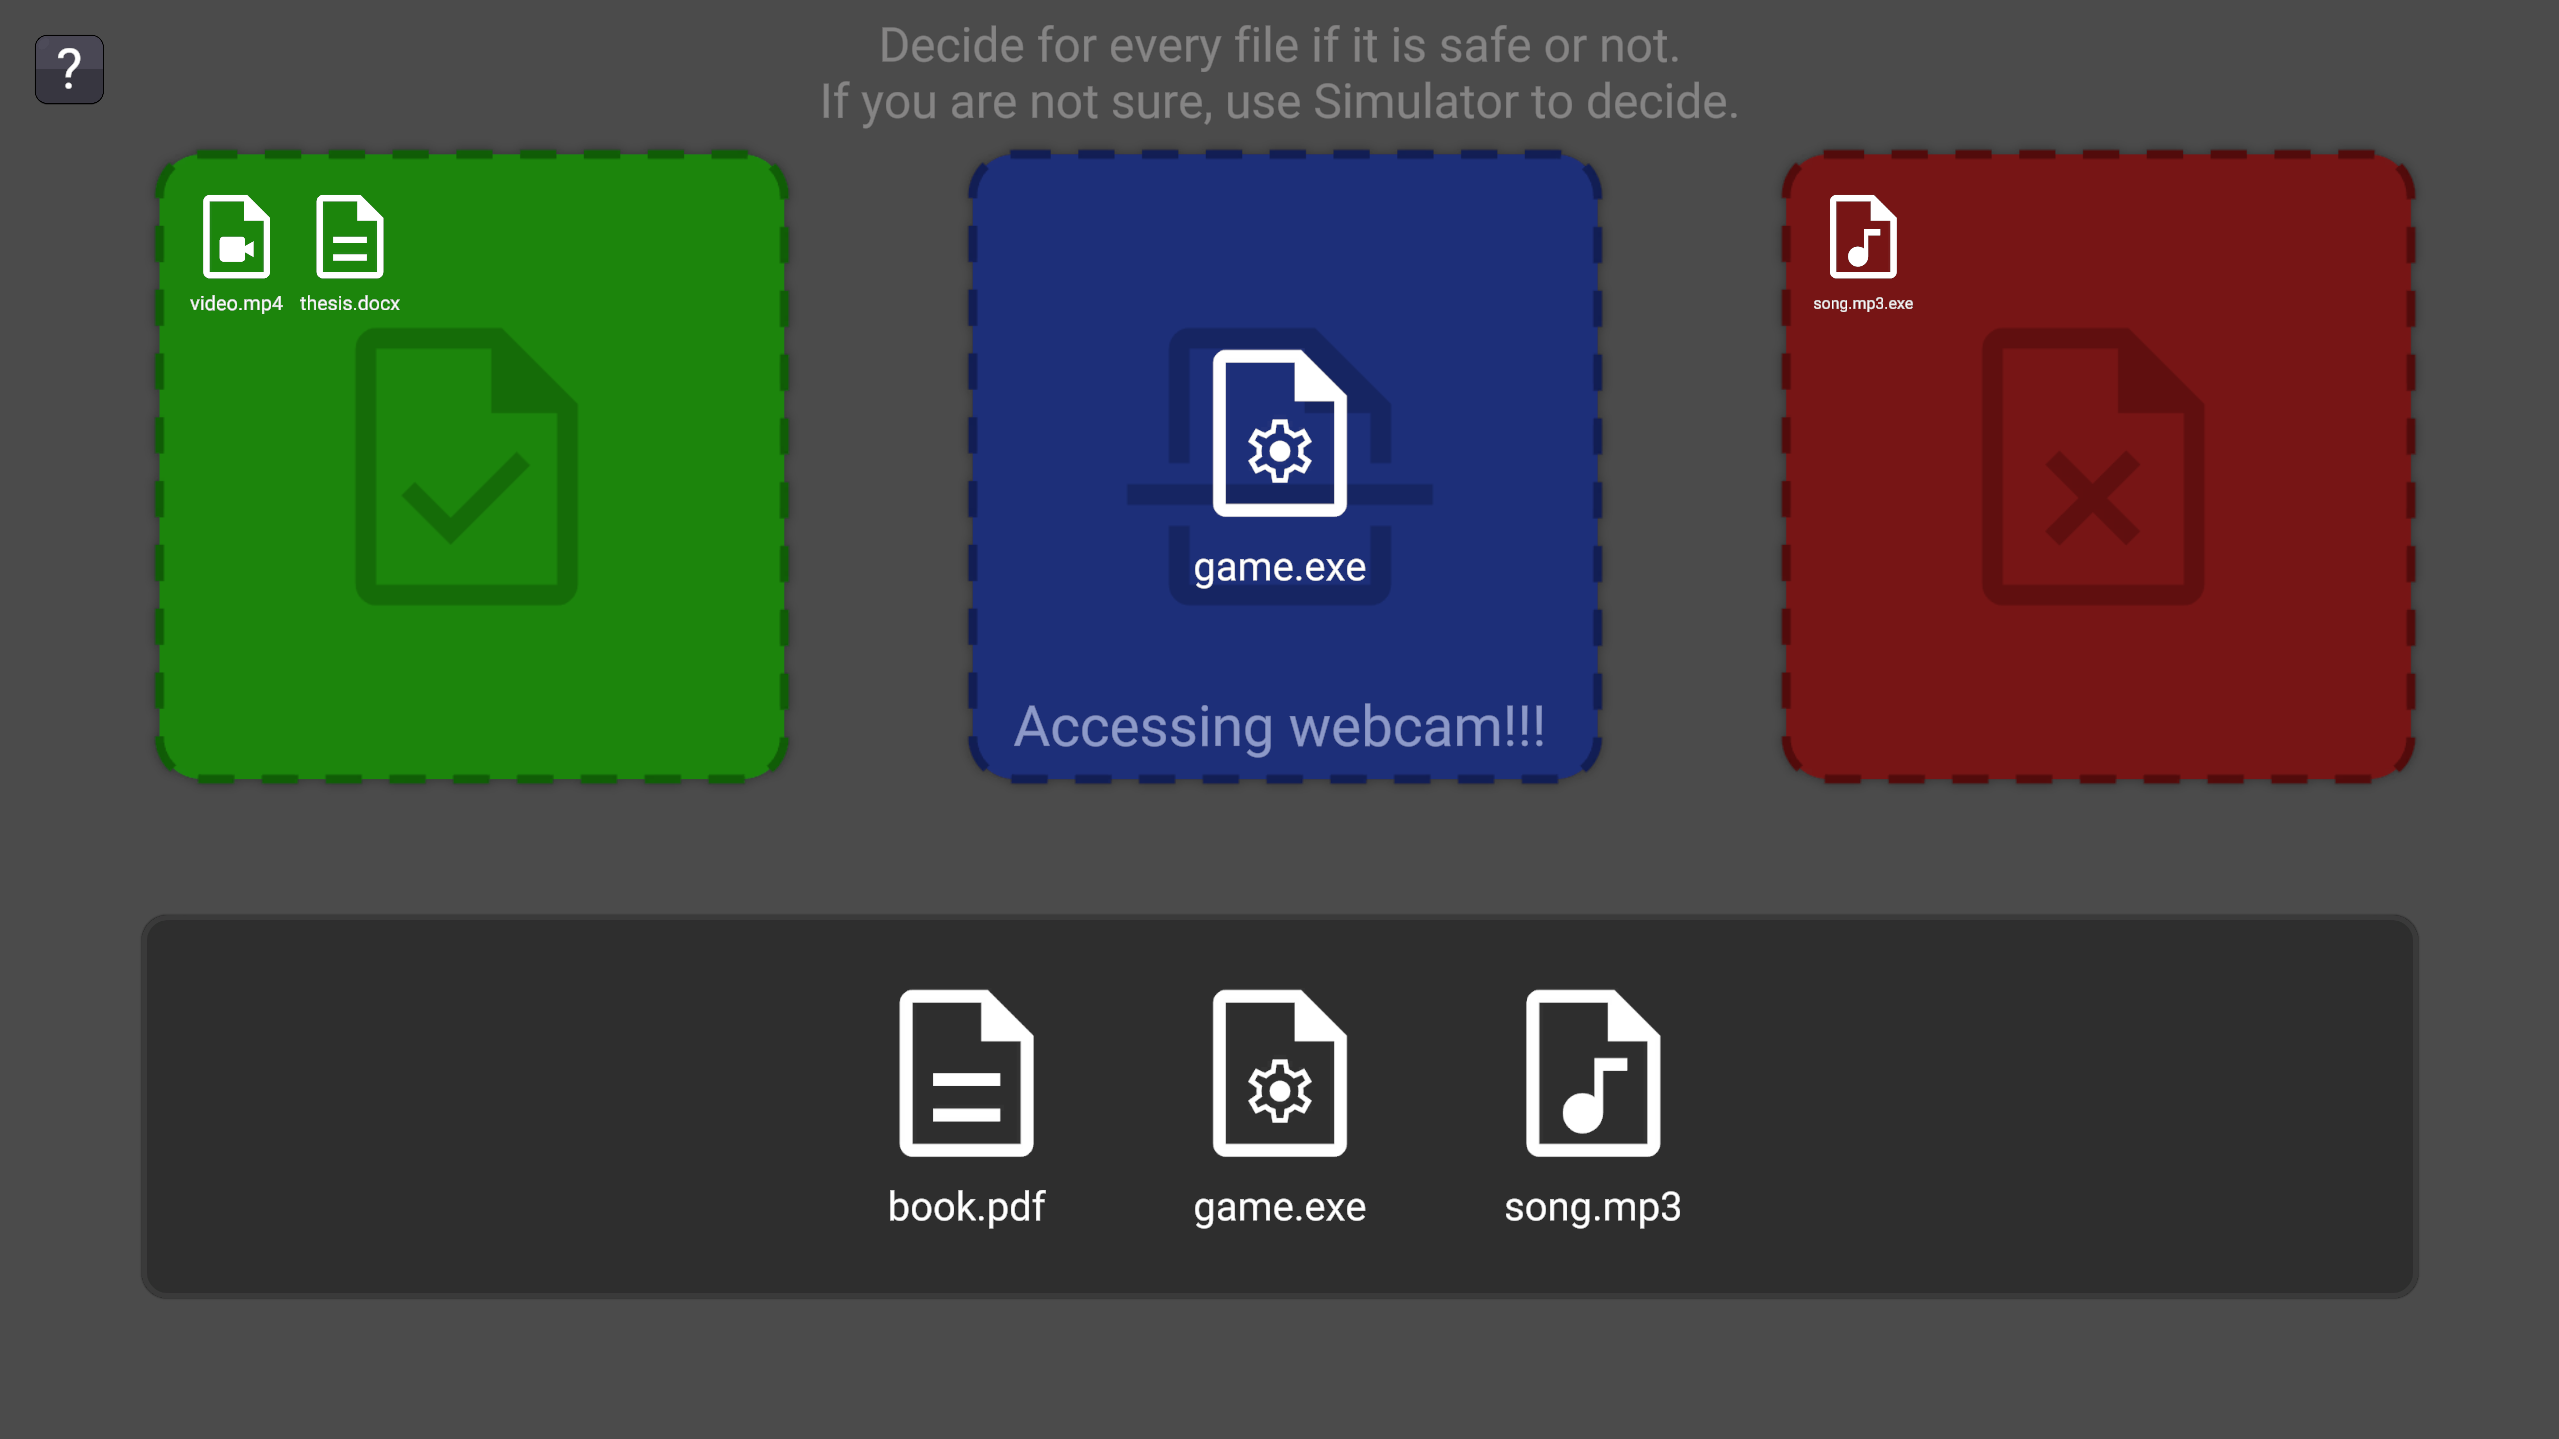 ?
Decide for every file if it is safe or not.
If you are not sure, use Simulator to decide.
video.mp4
thesis.docx
game.exe
Accessing webcam!!!
song.mp3.exe
book.pdf
game.exe
song.mp3